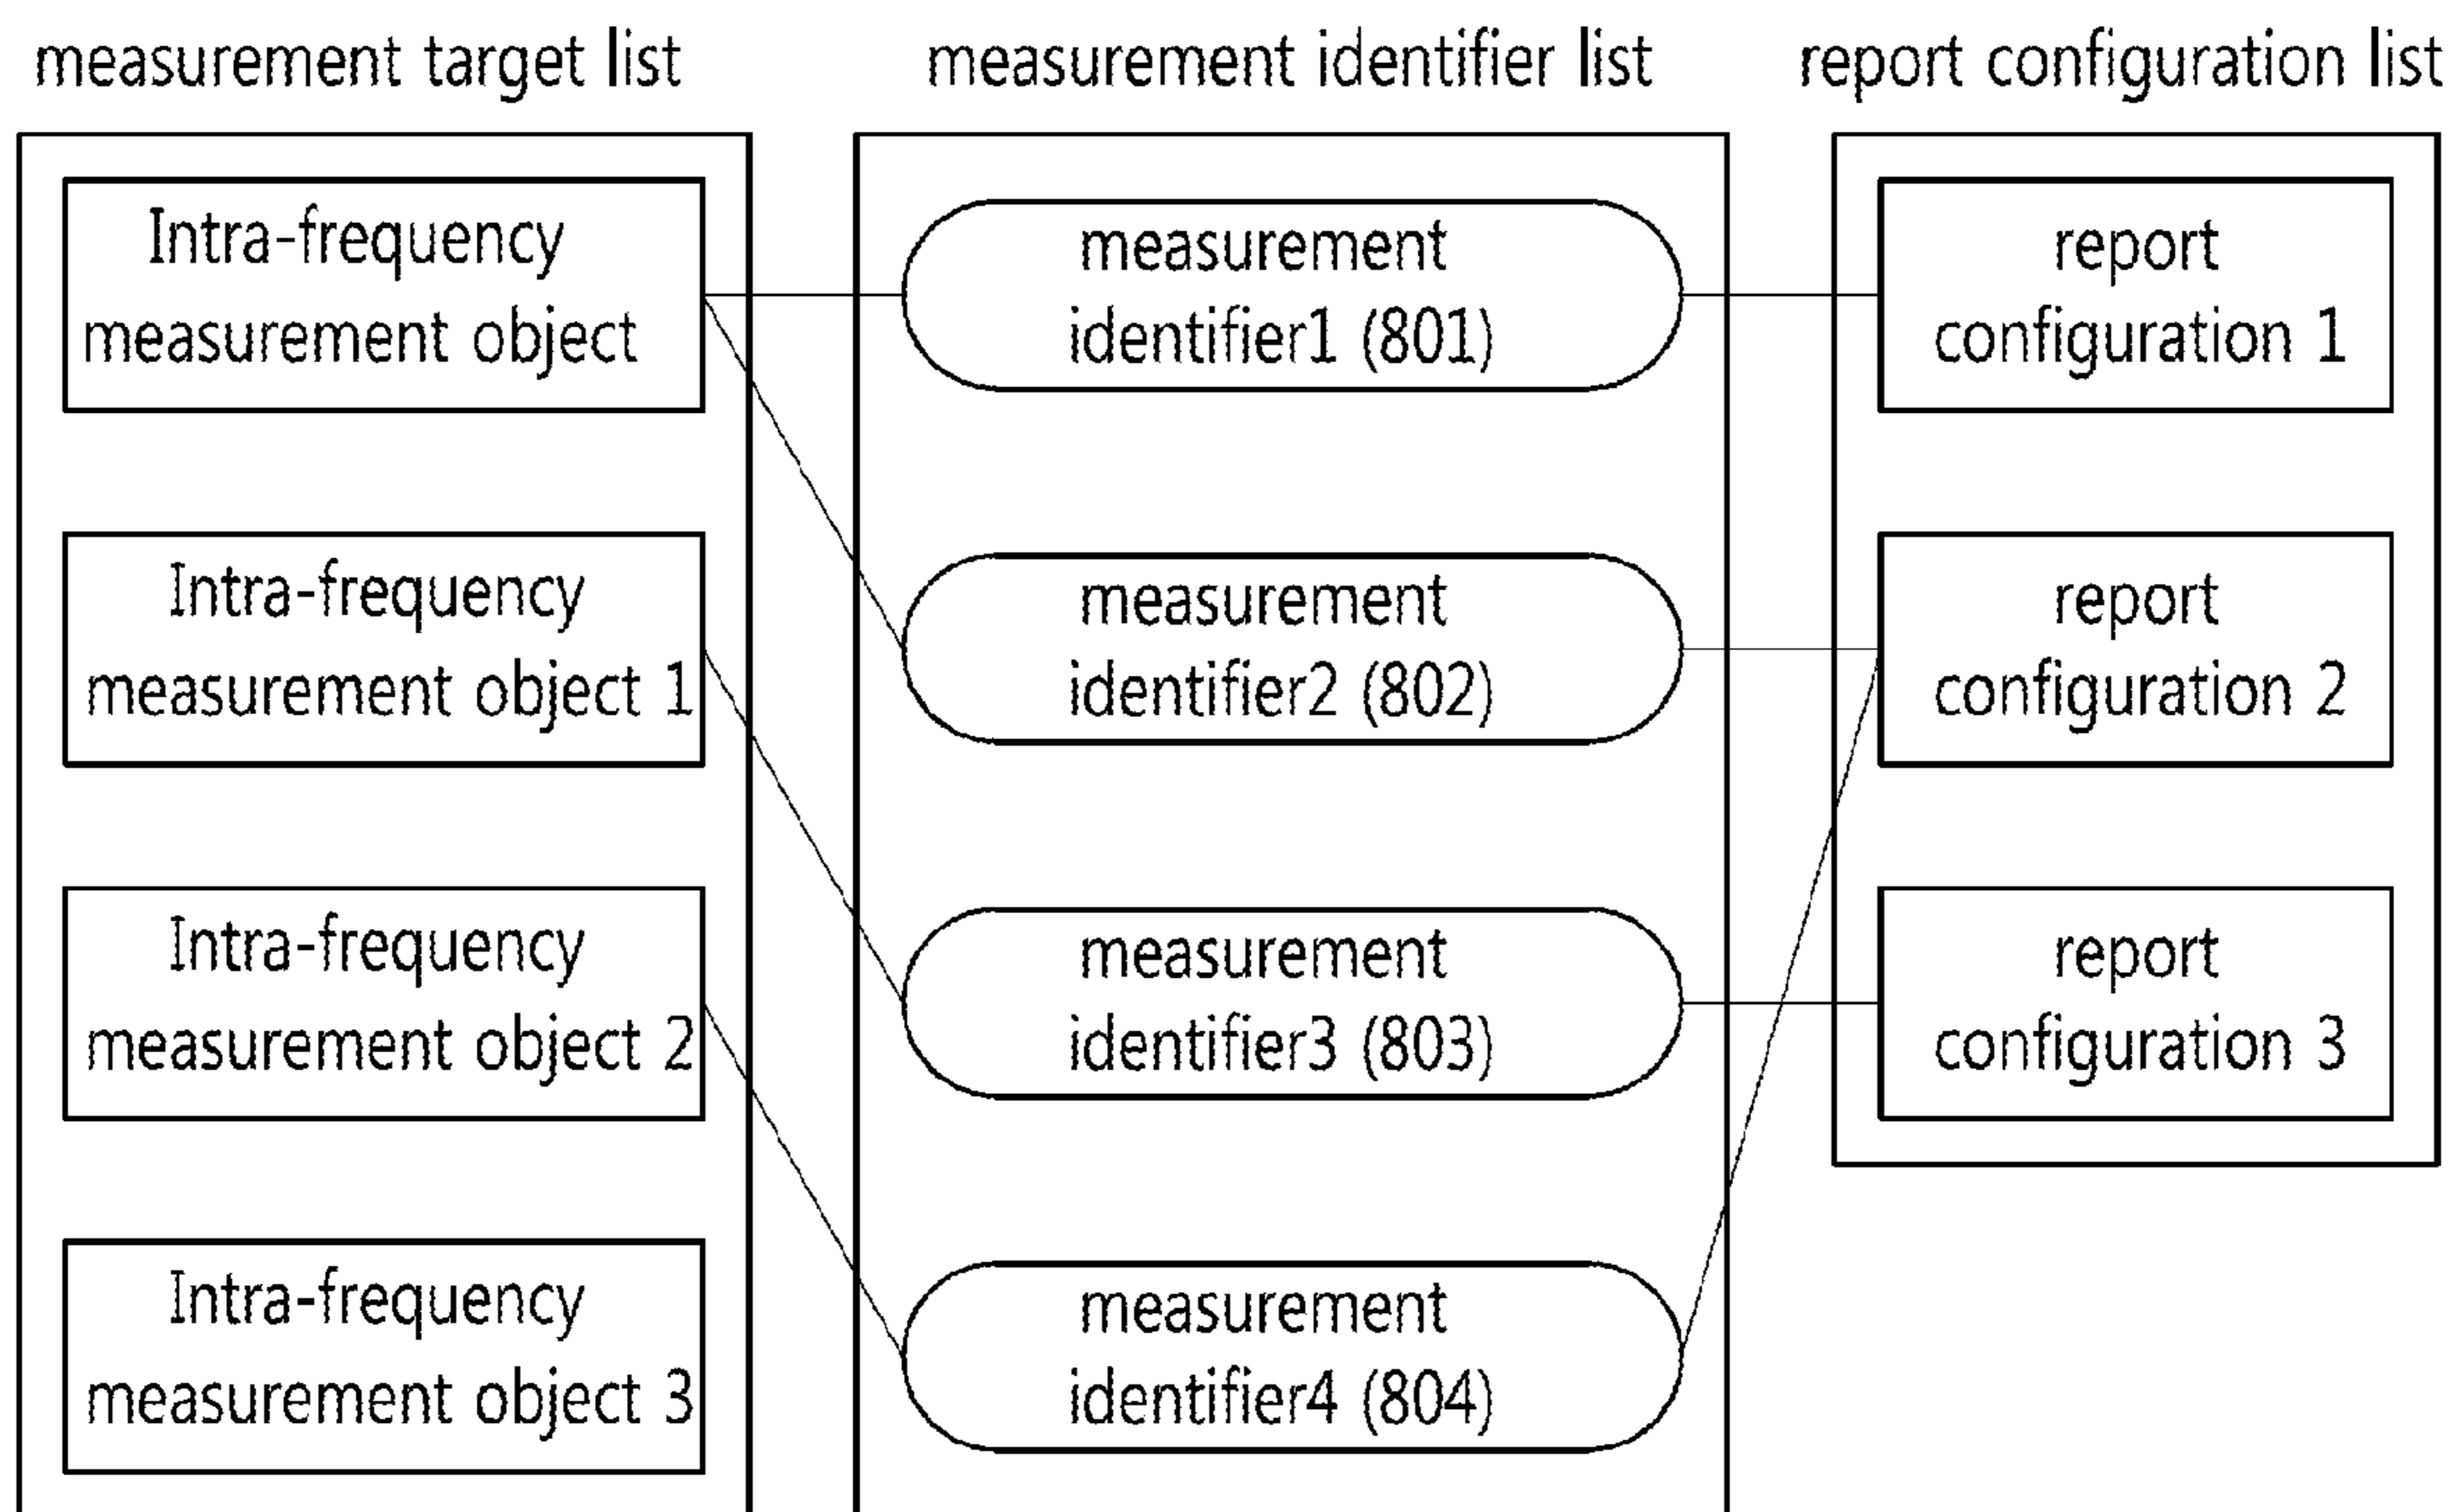 measurement target list
measurement identifier list
report configuration list
Intra-frequency
measurement object
measurement
identifier1 (801)
report
configuration 1
Intra-frequency
measurement object 1
measurement
identifier2 (802)
report
configuration 2
Intra-frequency
measurement object 2
measurement
identifier3 (803)
report
configuration 3
Intra-frequency
measurement object 3
measurement
identifier4 (804)